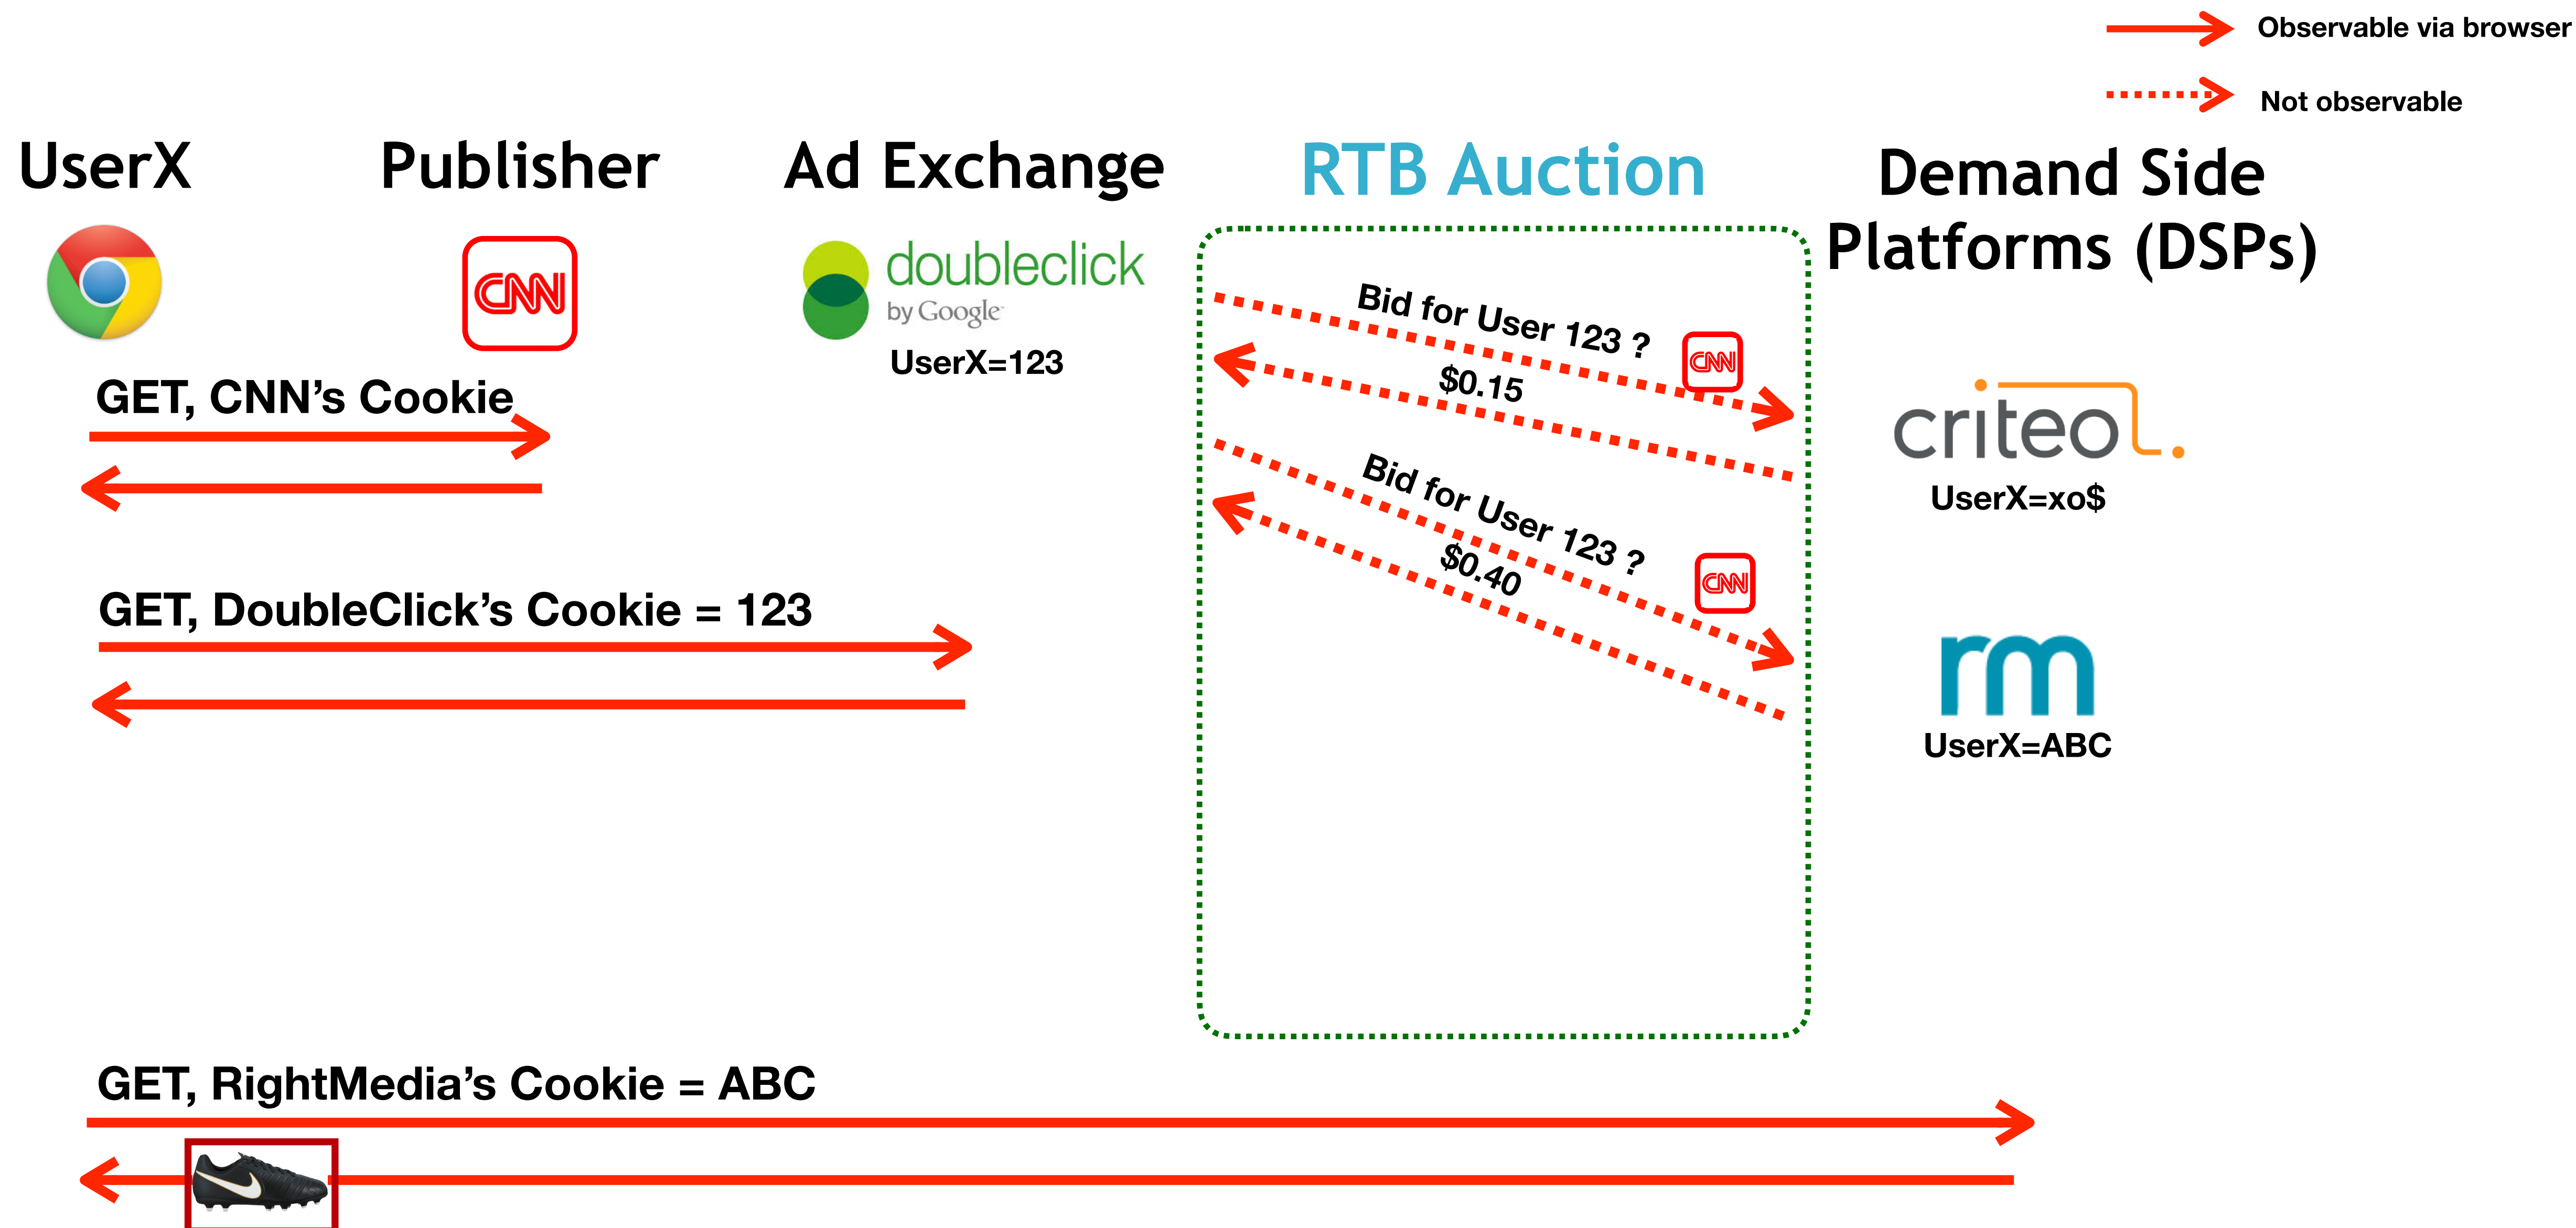 Observable via browser
Not observable
UserX
Publisher
Ad Exchange
RTB Auction
Demand Side
Platforms (DSPs)
CNN
doubleclick
by Google
UserX=123
Bid for User 123 ?
CNN
$0.15
criteo
UserX=xo$
GET, CNN’s Cookie
Bid for User 123 ?
CNN
$0.40
GET, DoubleClick’s Cookie = 123
rm
UserX=ABC
GET, RightMedia’s Cookie = ABC